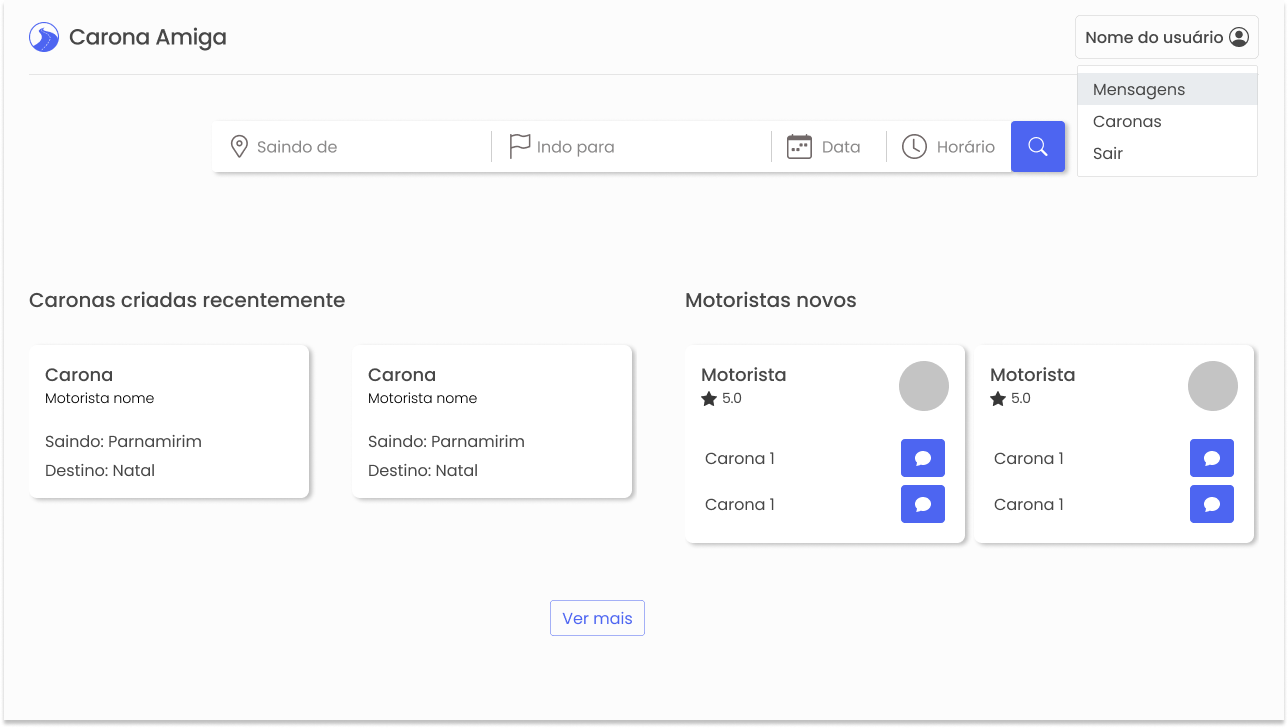 Carona Amiga
Nome do usuário
Mensagens
Caronas
Sair
Saindo de
Indo para
Data
Horário
Caronas criadas recentemente
Carona
Motorista nome
Saindo: Parnamirim
Destino: Natal
Carona
Motorista nome
Saindo: Parnamirim
Destino: Natal
Ver mais
Motoristas novos
Motorista
5.0
Carona 1
Carona 1
Motorista
5.0
Carona 1
Carona 1